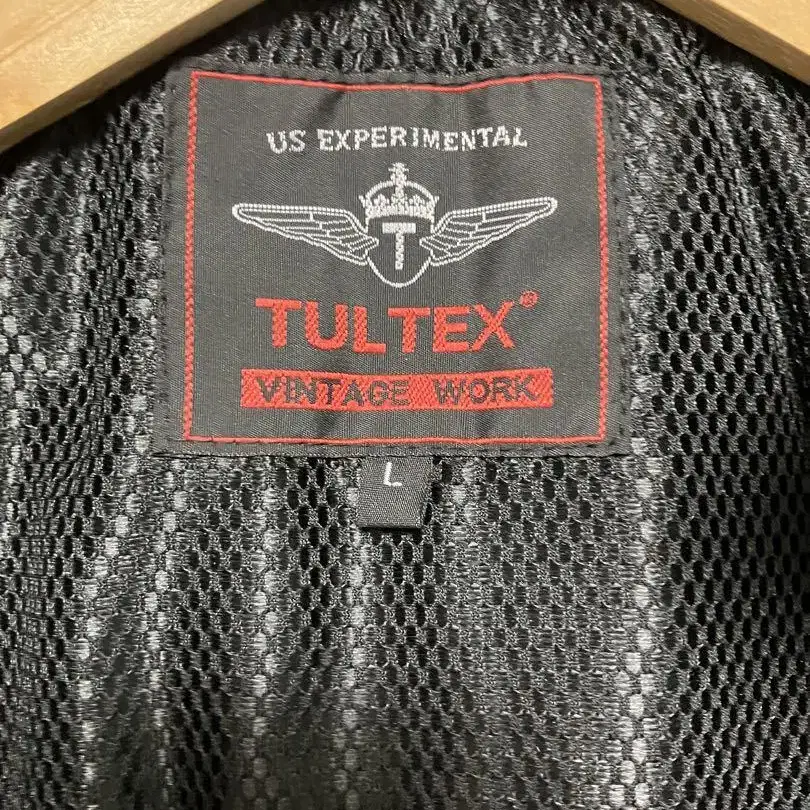 US EXPERIMENTAL
T
TULTEX®
VINTAGE WORK
L